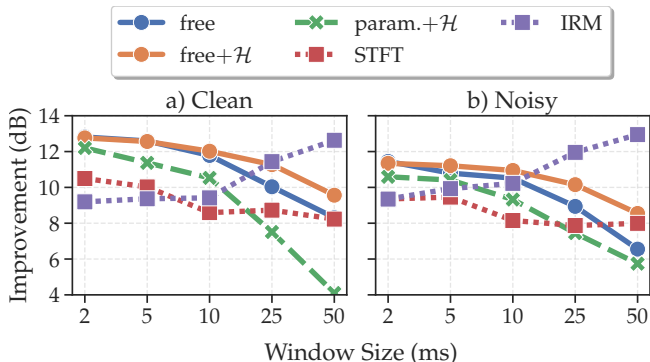 free
param.+ℋ
IRM
free+ℋ
STFT
a) Clean
b) Noisy
Improvement (dB)
14
12
10
8
6
4
2 5 10 25 50
2 5 10 25 50
Window Size (ms)